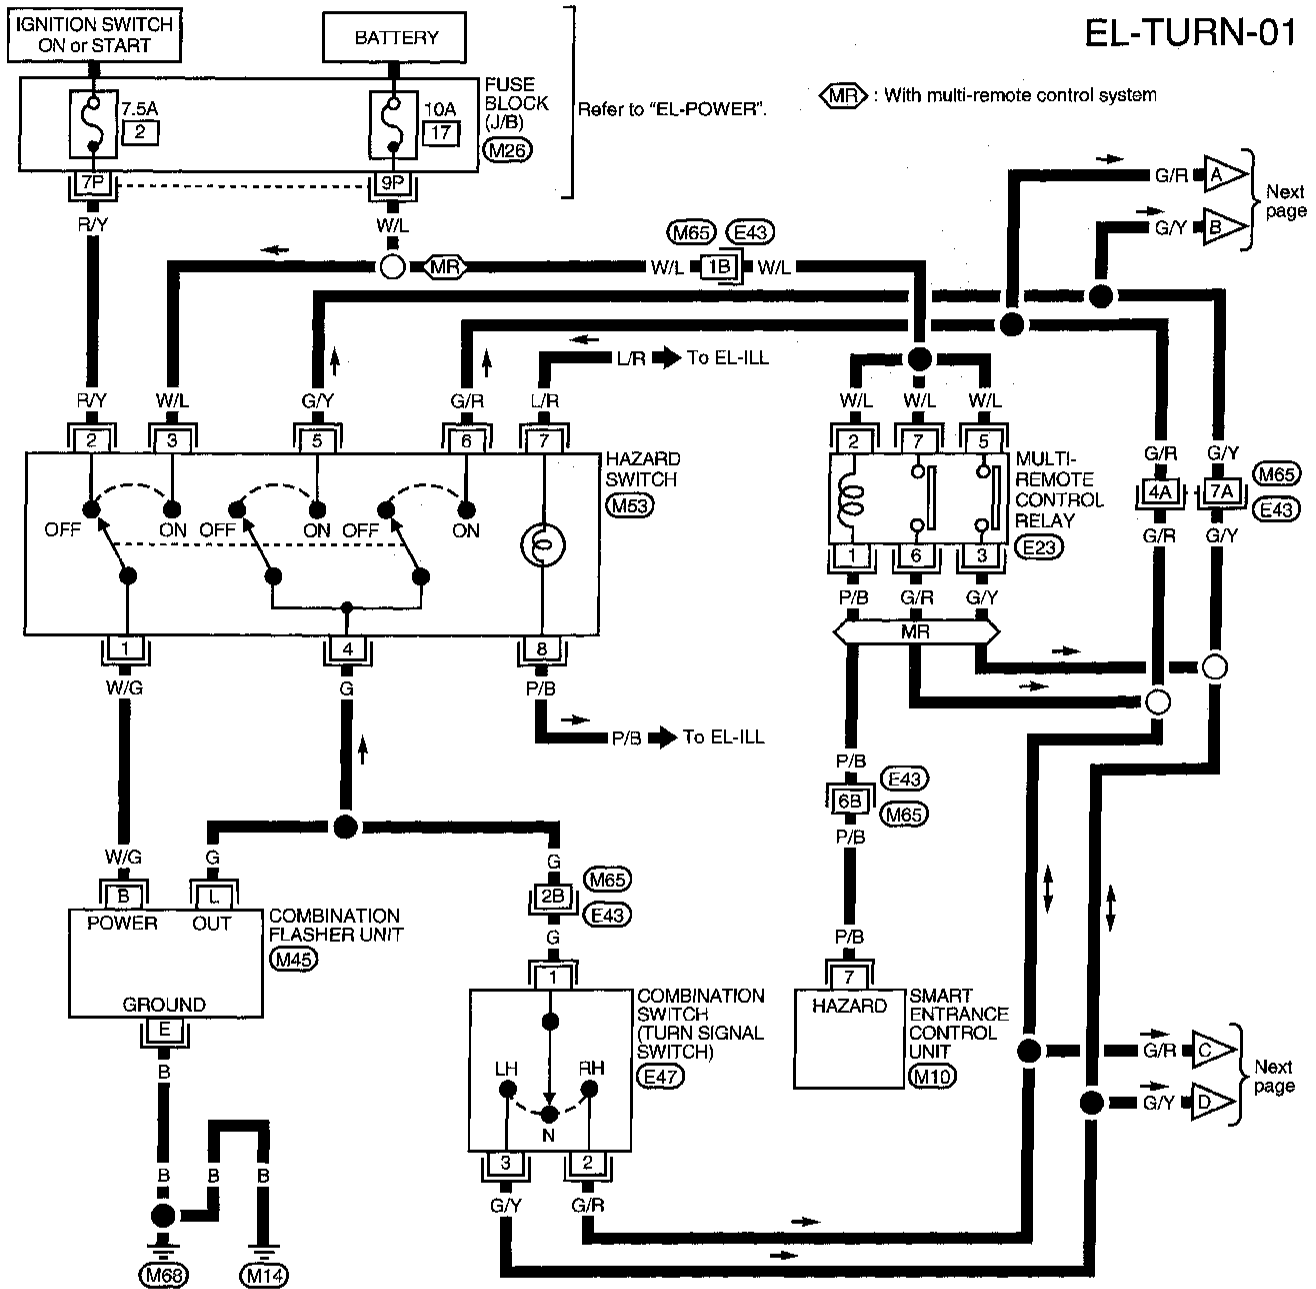 IGNITION SWITCH
ON or START
BATTERY
EL-TURN-01
7.5A
2
10A
17
FUSE
BLOCK
(J/B)
M26
Refer to "EL-POWER".
MR : With multi-remote control system
7P
9P
R/Y
W/L
G/R
A
G/Y
B
Next
page
M65
E43
MR
W/L
1B
W/L
L/R
To EL-ILL
R/Y
W/L
G/Y
G/R
L/R
W/L
W/L
W/L
2
3
5
6
7
2
7
5
HAZARD
SWITCH
M53
MULTI-
REMOTE
CONTROL
RELAY
E23
G/R
G/Y
4A
7A
M65
E43
G/R
G/Y
OFF
ON
OFF
ON
OFF
ON
1
6
3
P/B
G/R
G/Y
MR
1
4
8
W/G
G
P/B
P/B
To EL-ILL
P/B
6B
E43
M65
P/B
W/G
G
G
2B
M65
E43
G
P/B
B
L
POWER
OUT
COMBINATION
FLASHER UNIT
M45
GROUND
E
B
1
COMBINATION
SWITCH
(TURN SIGNAL
SWITCH)
E47
LH
RH
N
7
HAZARD
SMART
ENTRANCE
CONTROL
UNIT
M10
G/R
C
G/Y
D
Next
page
3
2
G/Y
G/R
B
B
B
M68
M14